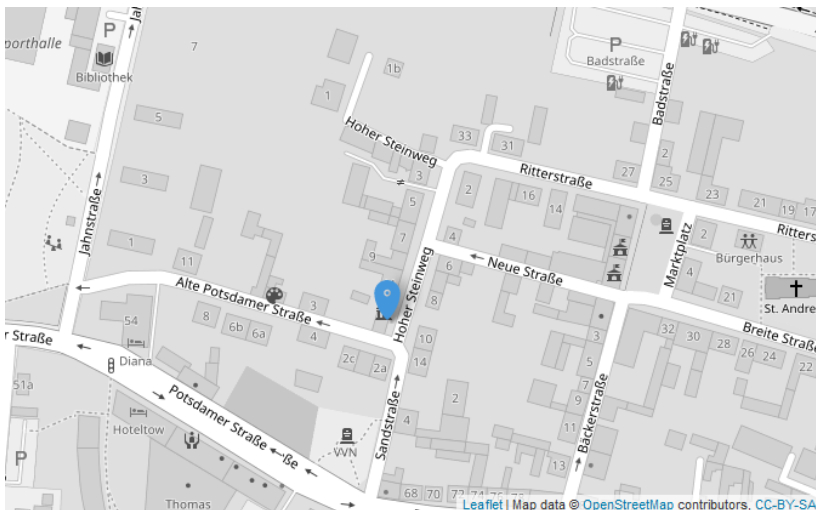 P
Jahnstraße
7
Bibliothek
5
1b
1
P
Badstraße
Badstraße
Hoher Steinweg
33
31
3
2
27
25
Ritterstraße
23
21
19
17
3
5
2
16
14
Jahnstraße
1
11
9
7
4
Neue Straße
Marktplatz
2
Bürgerhaus
6
8
4
21
St. Andre
Alte Potsdamer Straße
3
Hoher Steinweg
54
8
6b
6a
4
10
14
2c
2a
3
5
32
30
28
26
24
22
Breite Straße
er Straße
Diana
51a
Potsdamer Straße
Hoteltow
VVN
Sandstraße
2
7
9
11
Bäckerstraße
P
Thomas
68
70
72
Leaflet | Map data © OpenStreetMap contributors, CC-BY-SA